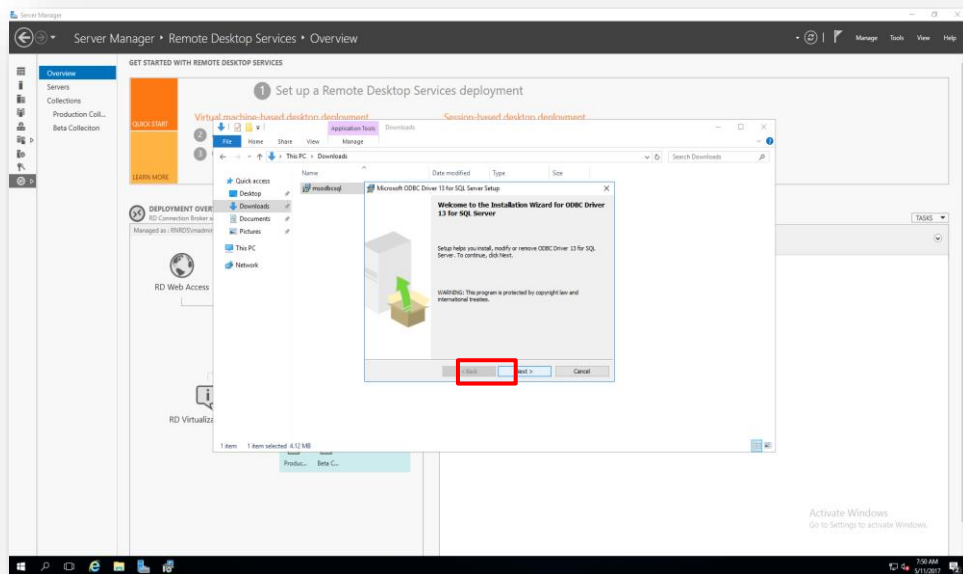 Server Manager
Server Manager • Remote Desktop Services • Overview
Manage Tools View Help
Overview
Servers
Collections
Production Coll...
Beta Colleciton
GET STARTED WITH REMOTE DESKTOP SERVICES
1 Set up a Remote Desktop Services deployment
QUICK START
LEARN MORE
Virtual machine-based desktop deployment
Session-based desktop deployment
2
3
DEPLOYMENT OVER
RD Connection Broker s
Managed as : RNRDS\rnadmin
TASKS
RD Web Access
RD Virtualiza
Produc... Beta C...
Application Tools Downloads
File Home Share View Manage
This PC › Downloads
Search Downloads
Name Date modified Type Size
Quick access
Desktop
Downloads
Documents
Pictures
This PC
Network
msodbcsql
Microsoft ODBC Driver 13 for SQL Server Setup
Welcome to the Installation Wizard for ODBC Driver
13 for SQL Server
Setup helps you install, modify or remove ODBC Driver 13 for SQL
Server. To continue, click Next.
WARNING: This program is protected by copyright law and
international treaties.
< Back Next > Cancel
1 item 1 item selected 4.12 MB
Activate Windows
Go to Settings to activate Windows.
7:50 AM
5/11/2017